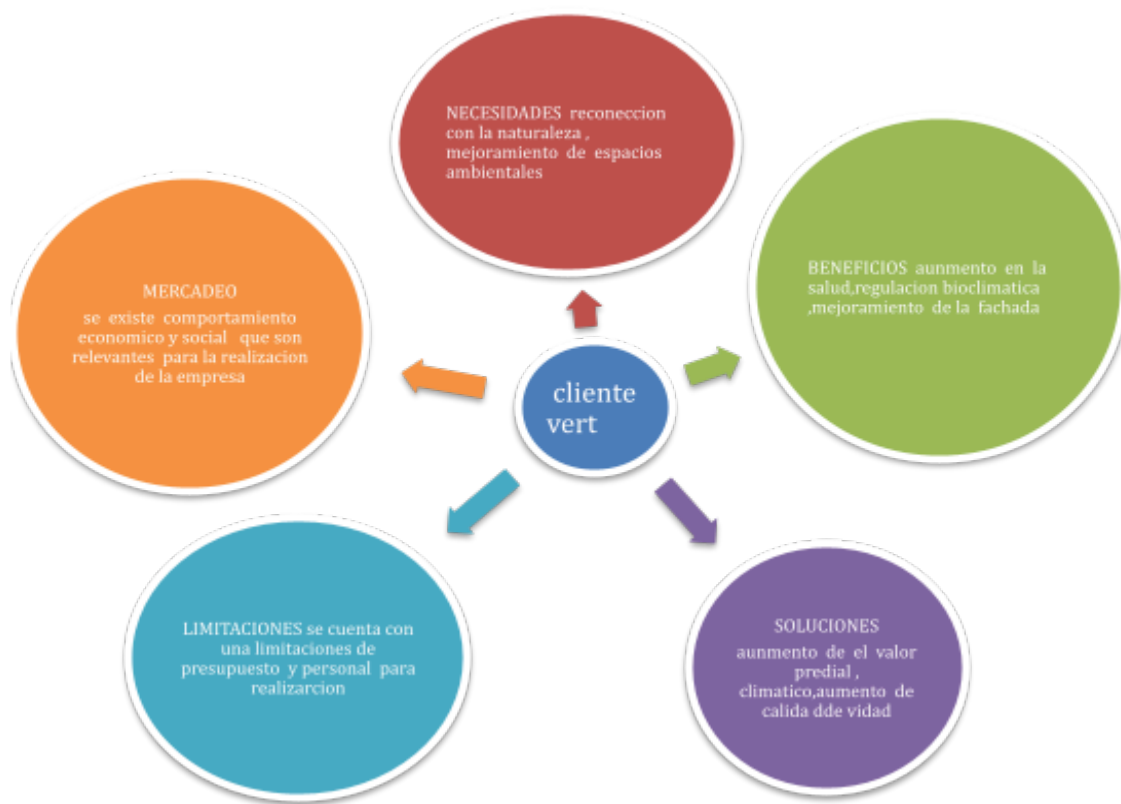 NECESIDADES reconeccion
con la naturaleza ,
mejoramiento de espacios
ambientales
BENEFICIOS aunmento en la
salud,regulacion bioclimatica
,mejoramiento de la fachada
MERCADEO
se existe comportamiento
economico y social que son
relevantes para la realizacion
de la empresa
cliente
vert
LIMITACIONES se cuenta con
una limitaciones de
presupuesto y personal para
realizarcion
SOLUCIONES
aunmento de el valor
predial ,
climatico,aumento de
calida dde vidad